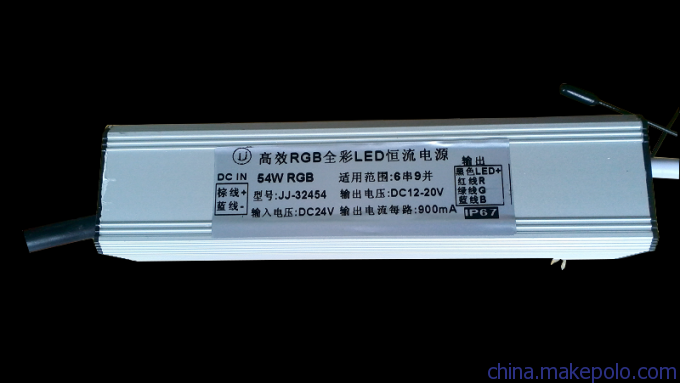 高效RGB全彩LED恒流电源
DC IN
54W RGB
适用范围:6串9并
输出
棕线+
蓝线-
型号:JJ-32454
输出电压:DC12-20V
黑色LED+
红线R
绿线G
蓝线B
输入电压:DC24V
输出电流每路:900mA
IP67
china.makepolo.com